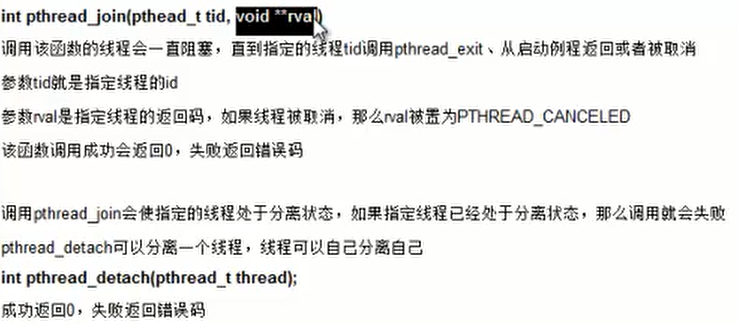 int pthread_join(pthead_t tid, void **rval)
调用该函数的线程会一直阻塞，直到指定的线程tid调用pthread_exit、从启动例程返回或者被取消
参数tid就是指定线程的id
参数rval是指定线程的返回码，如果线程被取消，那么rval被置为PTHREAD_CANCELED
该函数调用成功会返回0，失败返回错误码
调用pthread_join会使指定的线程处于分离状态，如果指定线程已经处于分离状态，那么调用就会失败
pthread_detach可以分离一个线程，线程可以自己分离自己
int pthread_detach(pthread_t thread);
成功返回0，失败返回错误码